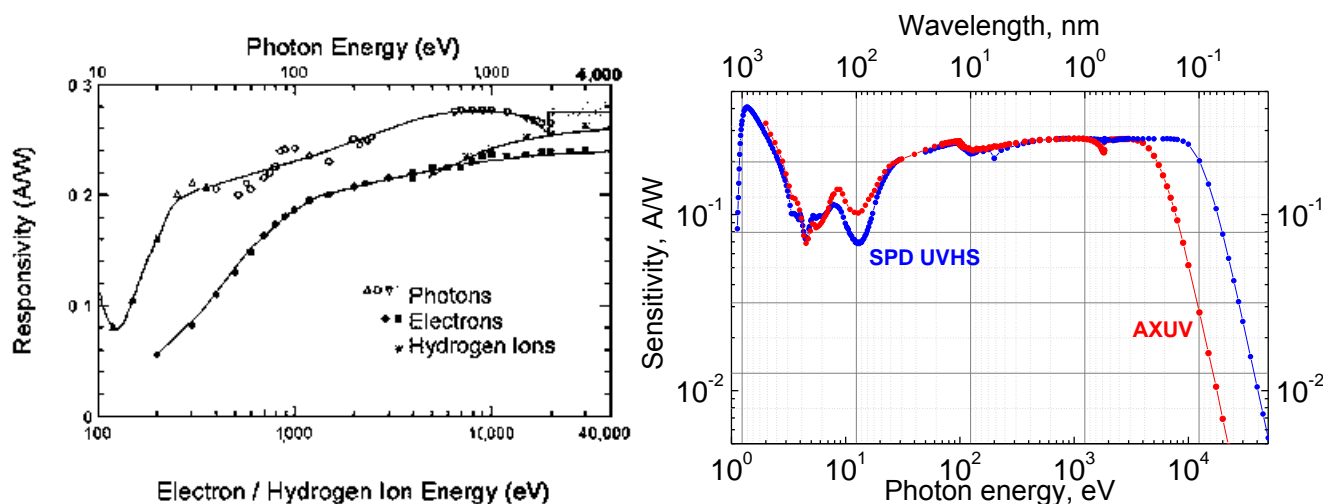 Photon Energy (eV)
10 100 1,000 4,000
Responsivity (A/W)
0 3
0 2
0 1
0
Photons
Electrons
Hydrogen Ions
100 1,000 10,000 40,000
Electron / Hydrogen Ion Energy (eV)
Wavelength, nm
10³ 10² 10¹ 10⁰ 10⁻¹
Sensitivity, A/W
10⁻¹ 10⁻¹
SPD UVHS
AXUV
10⁻² 10⁻²
10⁰ 10¹ 10² 10³ 10⁴
Photon energy, eV